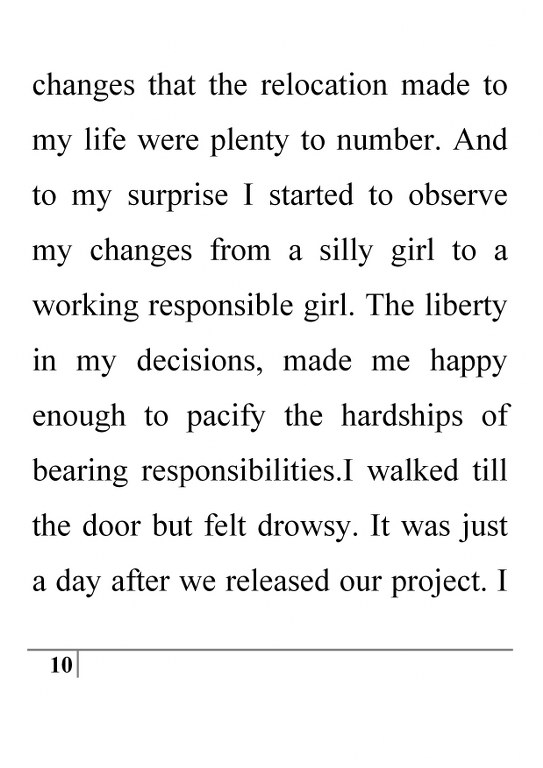 changes that the relocation made to
my life were plenty to number. And
to my surprise I started to observe
my changes from a silly girl to a
working responsible girl. The liberty
in my decisions, made me happy
enough to pacify the hardships of
bearing responsibilities.I walked till
the door but felt drowsy. It was just
a day after we released our project. I
10